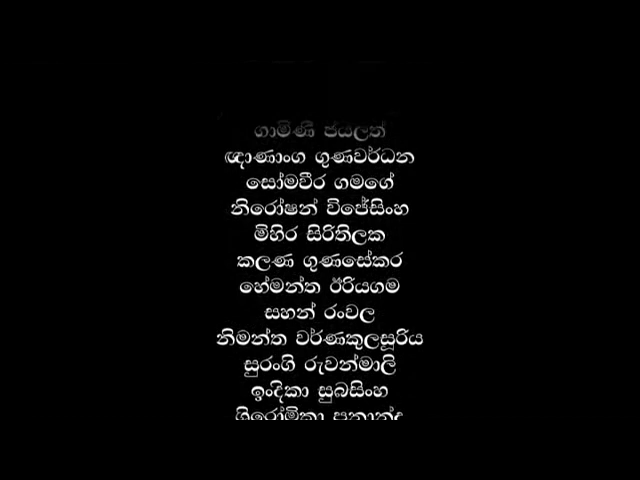 ගාමිණී ජයලත්
ඥාණාංග ගුණවර්ධන
සෝමවීර ගමගේ
නිරෝෂන් විජේසිංහ
මිහිර සිරිතිලක
කලණ ගුණසේකර
හේමන්ත ඊරියගම
සහන් රංවල
නිමන්ත වර්ණකුලසූරිය
සුරංගි රුවන්මාලි
ඉංදිකා සුබසිංහ
ශිරෝමිකා ප්‍රනාන්දු